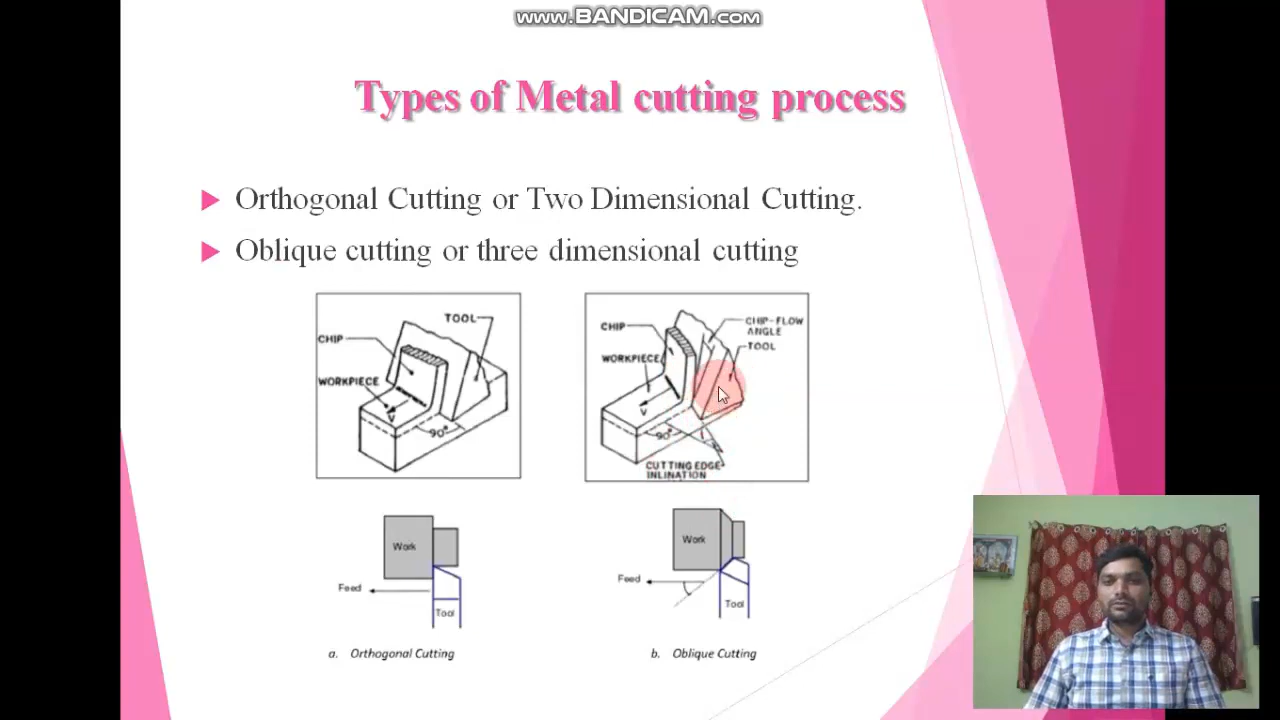 www.BANDICAM.com
Types of Metal cutting process
Orthogonal Cutting or Two Dimensional Cutting.
Oblique cutting or three dimensional cutting
TOOL
CHIP
WORKPIECE
V
90°
CHIP-FLOW
ANGLE
CHIP
TOOL
WORKPIECE
V
90°
CUTTING EDGE
INLINATION
Work
Feed
Tool
Work
Feed
Tool
a. Orthogonal Cutting
b. Oblique Cutting